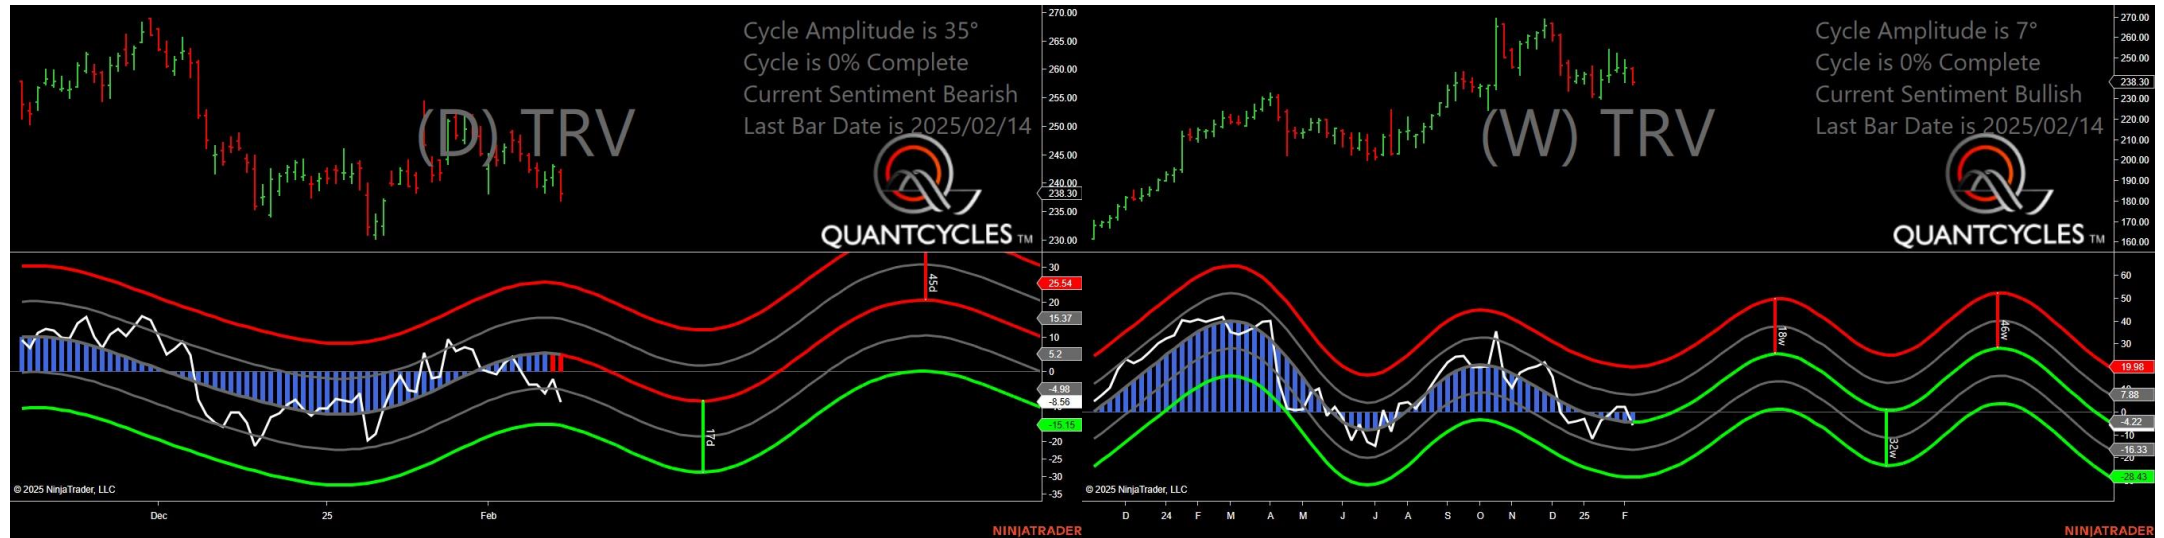 Cycle Amplitude is 35°
Cycle is 0% Complete
Current Sentiment Bearish
Last Bar Date is 2025/02/14
(D) TRV
QUANTCYCLES TM
270.00
265.00
260.00
255.00
250.00
245.00
240.00
238.30
235.00
230.00
30
25.54
20
15.37
10
5.2
0
-4.98
-8.56
-15.15
-20
-25
-30
-35
45d
17d
© 2025 NinjaTrader, LLC
Dec
25
Feb
NINJATRADER
Cycle Amplitude is 7°
Cycle is 0% Complete
Current Sentiment Bullish
Last Bar Date is 2025/02/14
(W) TRV
QUANTCYCLES TM
270.00
260.00
250.00
238.30
230.00
220.00
210.00
200.00
190.00
180.00
170.00
160.00
60
50
40
30
19.98
7.88
0
-4.22
-10
-16.33
-28.43
18w
46w
32w
© 2025 NinjaTrader, LLC
D 24 F M A M J J A S O N D 25 F
NINJATRADER